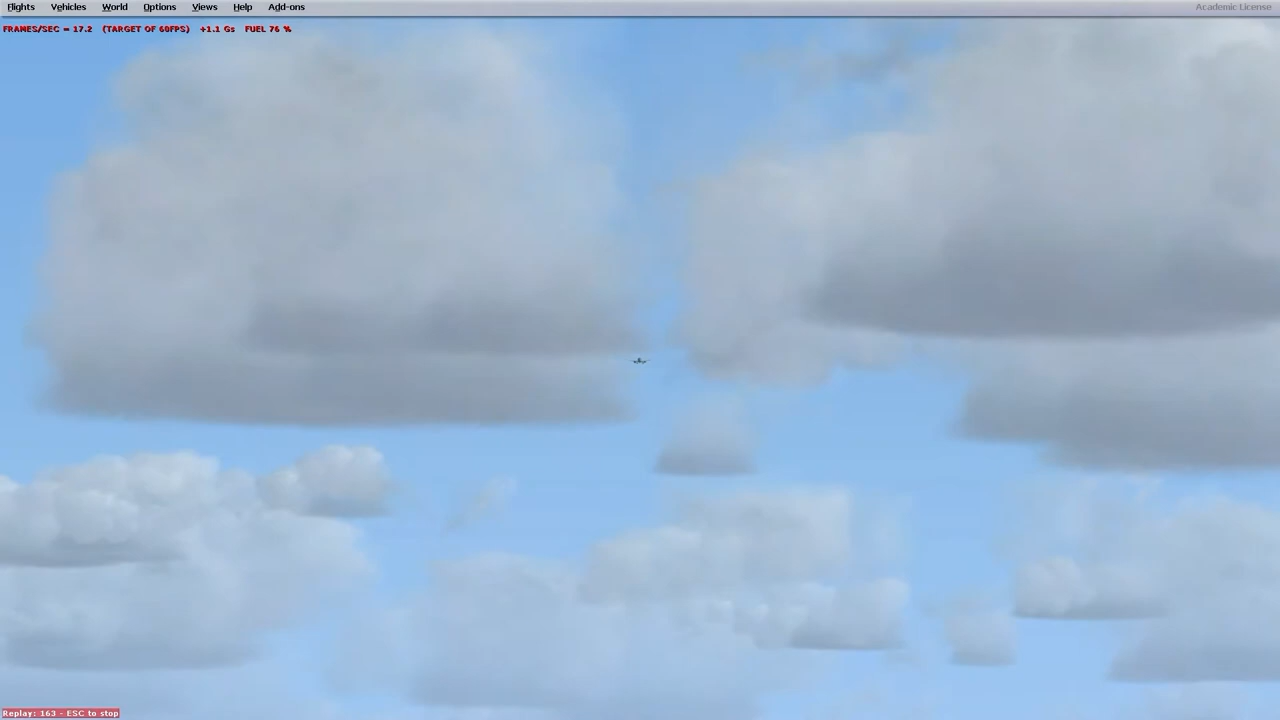 Flights Vehicles World Options Views Help Add-ons Academic License
FRAMES/SEC = 17.2 (TARGET OF 60FPS) +1.1 Gs FUEL 76 %
Replay: 163 - ESC to stop